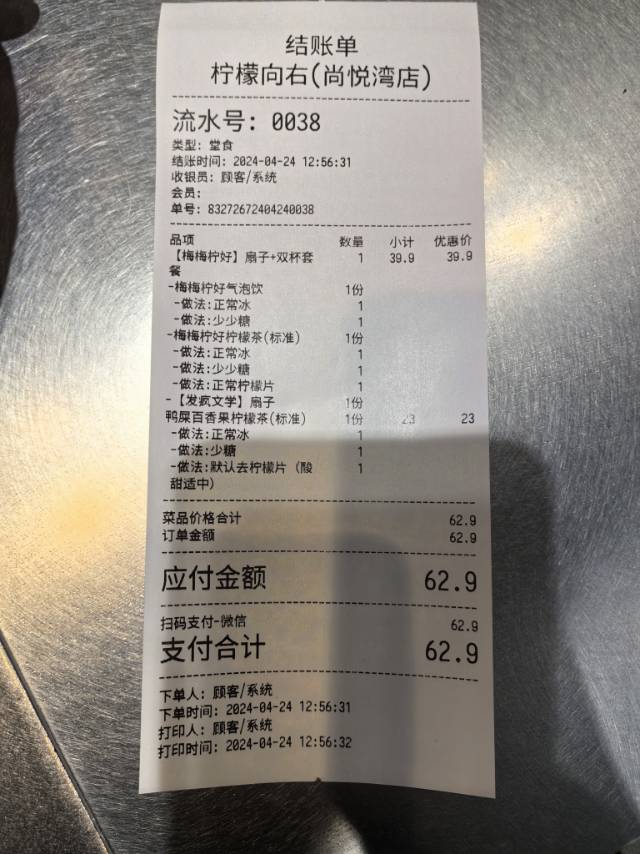 结账单
柠檬向右(尚悦湾店)
流水号: 0038
类型: 堂食
结账时间: 2024-04-24 12:56:31
收银员: 顾客/系统
会员:
单号: 83272672404240038
品项 数量 小计 优惠价
【梅梅柠好】扇子+双杯套 1 39.9 39.9
餐
-梅梅柠好气泡饮 1份
-做法:正常冰 1
-做法:少少糖 1
-梅梅柠好柠檬茶(标准) 1份
-做法:正常冰 1
-做法:少少糖 1
-做法:正常柠檬片 1
-【发疯文学】扇子 1份
鸭屎百香果柠檬茶(标准) 1份 23 23
-做法:正常冰 1
-做法:少糖 1
-做法:默认去柠檬片（酸 1
甜适中）
菜品价格合计 62.9
订单金额 62.9
应付金额 62.9
扫码支付-微信 62.9
支付合计 62.9
下单人: 顾客/系统
下单时间: 2024-04-24 12:56:31
打印人: 顾客/系统
打印时间: 2024-04-24 12:56:32